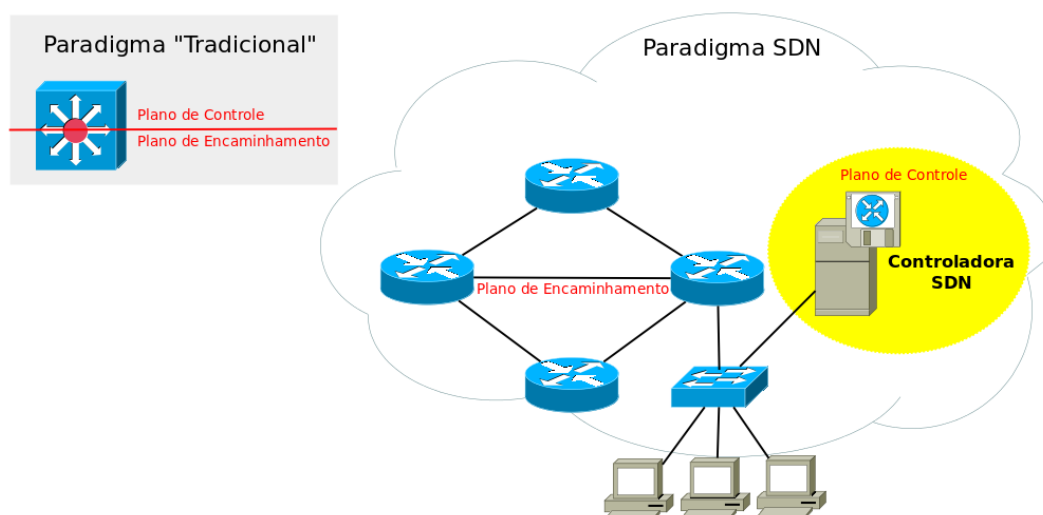 Paradigma "Tradicional"
Plano de Controle
Plano de Encaminhamento
Paradigma SDN
Plano de Controle
Controladora
SDN
Plano de Encaminhamento